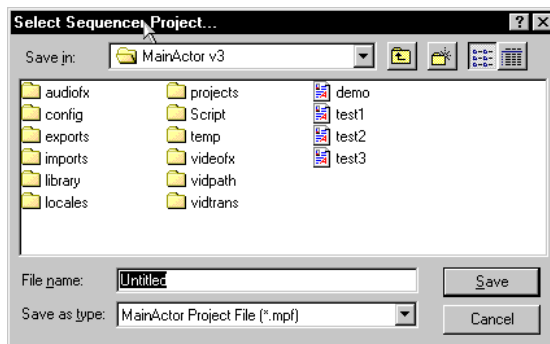 Select Sequencer Project...
Save in: MainActor v3
audiofx projects demo
config Script test1
exports temp test2
imports videofx test3
library vidpath
locales vidtrans
File name: Untitled Save
Save as type: MainActor Project File (*.mpf) Cancel